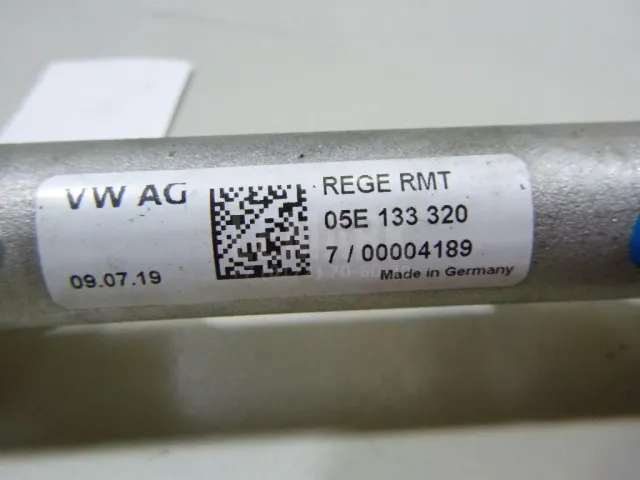 VW AG
09.07.19
REGE RMT
05E 133 320
7 / 00004189
Made in Germany